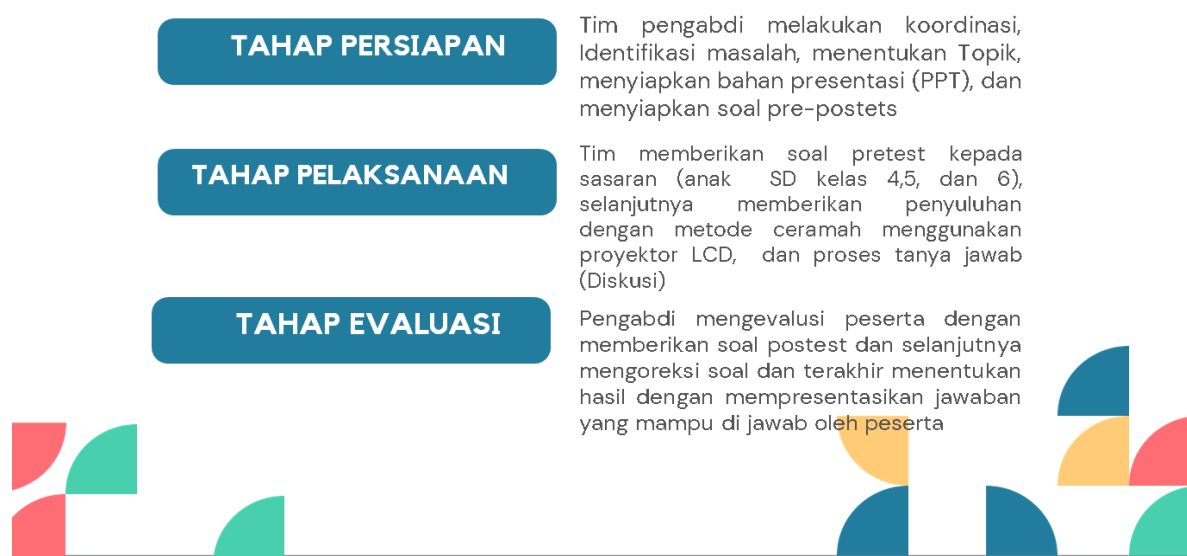 TAHAP PERSIAPAN
Tim pengabdi melakukan koordinasi,
Identifikasi masalah, menentukan Topik,
menyiapkan bahan presentasi (PPT), dan
menyiapkan soal pre-postets
TAHAP PELAKSANAAN
Tim memberikan soal pretest kepada
sasaran (anak SD kelas 4,5, dan 6),
selanjutnya memberikan penyuluhan
dengan metode ceramah menggunakan
proyektor LCD, dan proses tanya jawab
(Diskusi)
TAHAP EVALUASI
Pengabdi mengevalusi peserta dengan
memberikan soal postest dan selanjutnya
mengoreksi soal dan terakhir menentukan
hasil dengan mempresentasikan jawaban
yang mampu di jawab oleh peserta